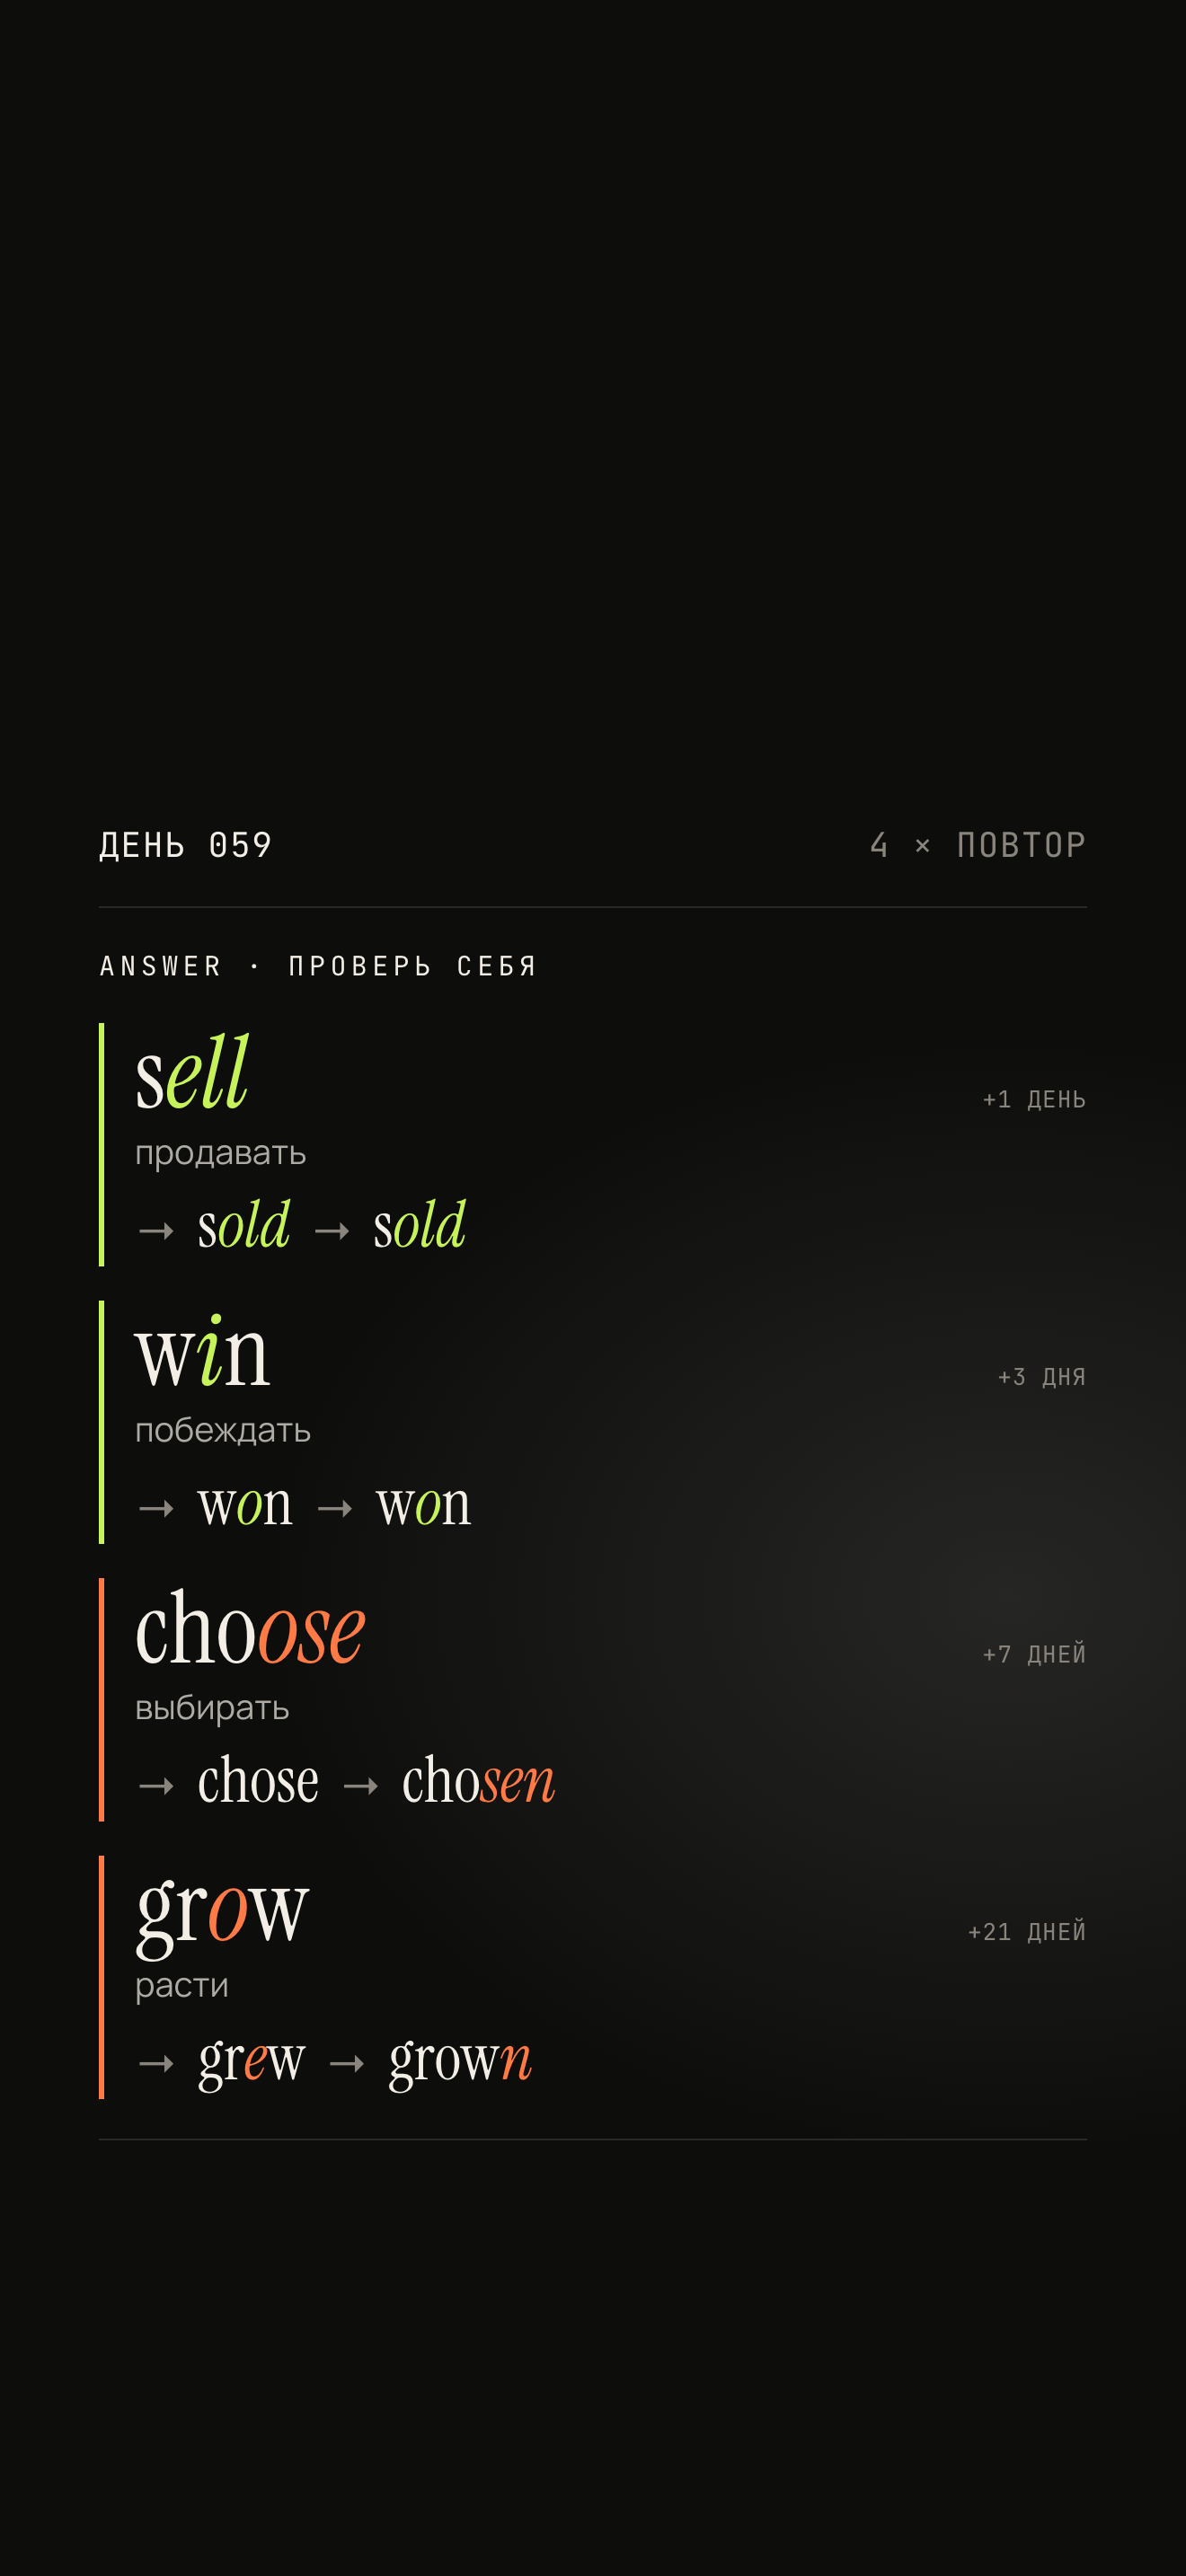 ДЕНЬ 059
4 × ПОВТОР
ANSWER · ПРОВЕРЬ СЕБЯ
sell
+1 ДЕНЬ
продавать
→ sold → sold
win
+3 ДНЯ
побеждать
→ won → won
choose
+7 ДНЕЙ
выбирать
→ chose → chosen
grow
+21 ДНЕЙ
расти
→ grew → grown